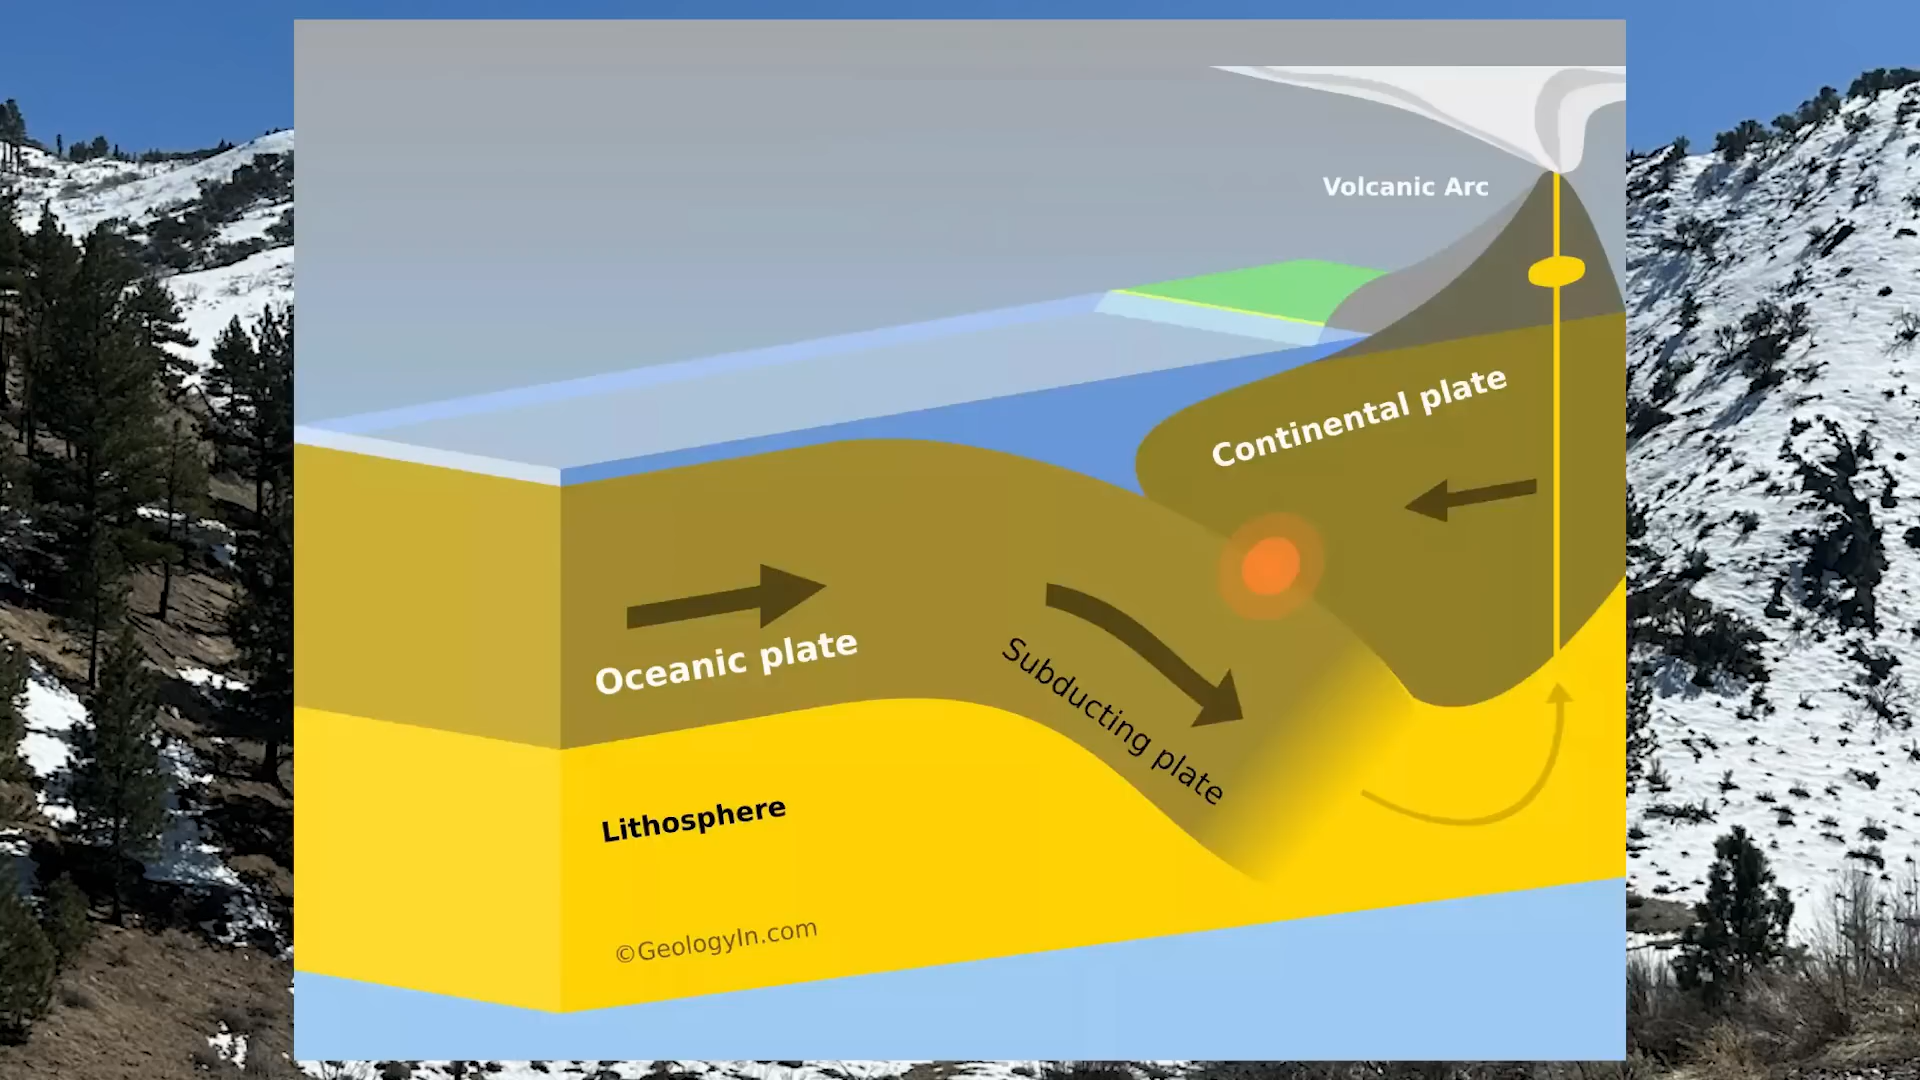 Volcanic Arc
Continental plate
Oceanic plate
Subducting plate
Lithosphere
©GeologyIn.com